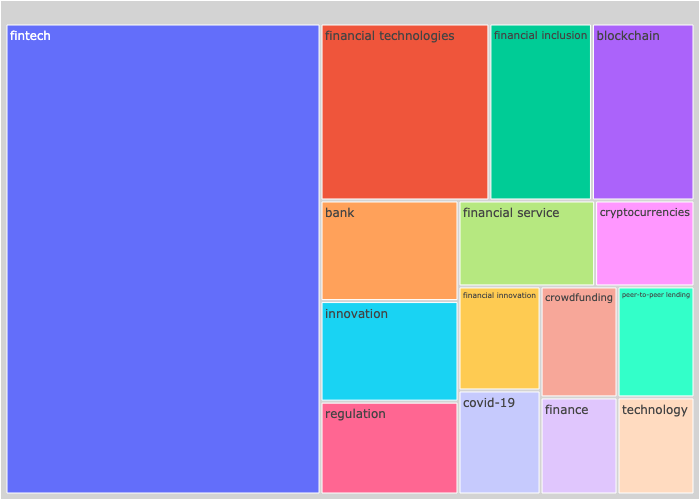 fintech
financial technologies
financial inclusion
blockchain
bank
financial service
cryptocurrencies
innovation
financial innovation
crowdfunding
peer-to-peer lending
regulation
covid-19
finance
technology